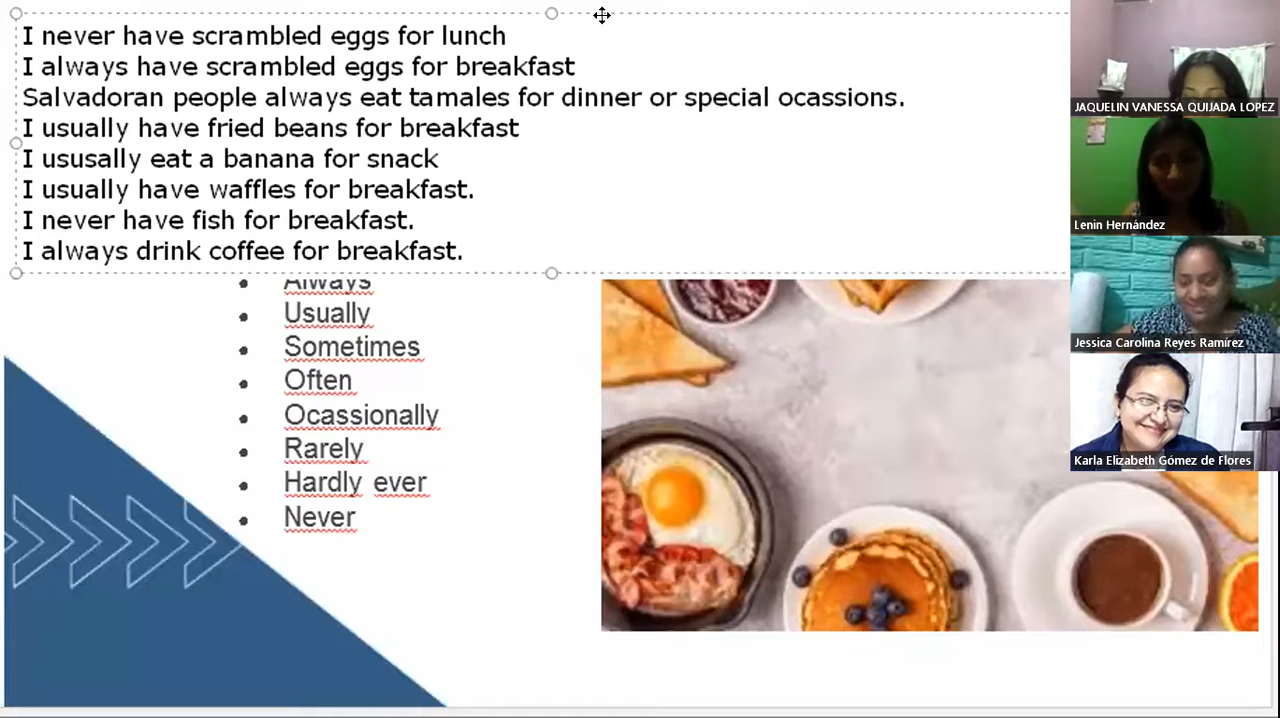 I never have scrambled eggs for lunch
I always have scrambled eggs for breakfast
Salvadoran people always eat tamales for dinner or special ocassions.
I usually have fried beans for breakfast
I ususally eat a banana for snack
I usually have waffles for breakfast.
I never have fish for breakfast.
I always drink coffee for breakfast.
Always
Usually
Sometimes
Often
Ocassionally
Rarely
Hardly ever
Never
JAQUELIN VANESSA QUIJADA LOPEZ
Lenin Hernández
Jessica Carolina Reyes Ramírez
Karla Elizabeth Gómez de Flores